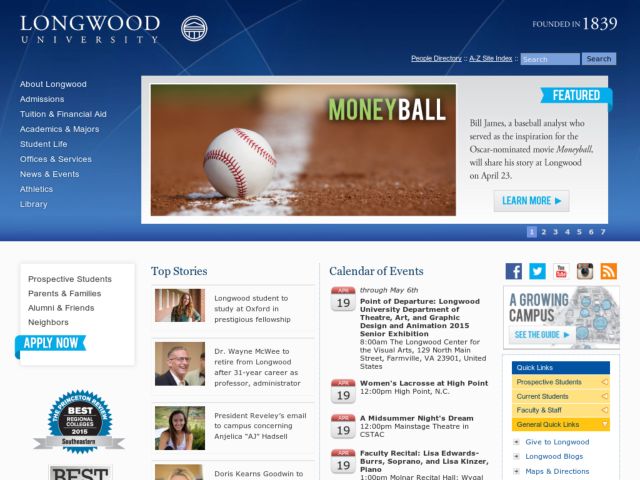 LONGWOOD
UNIVERSITY
FOUNDED IN 1839
People Directory :: A-Z Site Index ::
Search
Search
About Longwood
Admissions
Tuition & Financial Aid
Academics & Majors
Student Life
Offices & Services
News & Events
Athletics
Library
MONEYBALL
FEATURED
Bill James, a baseball analyst who
served as the inspiration for the
Oscar-nominated movie Moneyball,
will share his story at Longwood
on April 23.
LEARN MORE
1 2 3 4 5 6 7
Prospective Students
Parents & Families
Alumni & Friends
Neighbors
APPLY NOW
THE PRINCETON REVIEW
BEST
REGIONAL
COLLEGES
2015
Southeastern
BEST
Top Stories
Longwood student to
study at Oxford in
prestigious fellowship
Dr. Wayne McWee to
retire from Longwood
after 31-year career as
professor, administrator
President Reveley's email
to campus concerning
Anjelica "AJ" Hadsell
Doris Kearns Goodwin to
Calendar of Events
APR
19
through May 6th
Point of Departure: Longwood
University Department of
Theatre, Art, and Graphic
Design and Animation 2015
Senior Exhibition
8:00am The Longwood Center for
the Visual Arts, 129 North Main
Street, Farnville, VA 23901, United
States
APR
19
Women's Lacrosse at High Point
12:00pm High Point, N.C.
APR
19
A Midsummer Night's Dream
12:00pm Mainstage Theatre in
CSTAC
APR
19
Faculty Recital: Lisa Edwards-
Burrs, Soprano, and Lisa Kinzer,
Piano
1:00pm Molnar Recital Hall: Wygal
You
Tube
A GROWING
CAMPUS
SEE THE GUIDE
Quick Links
Prospective Students
Current Students
Faculty & Staff
General Quick Links
Give to Longwood
Longwood Blogs
Maps & Directions